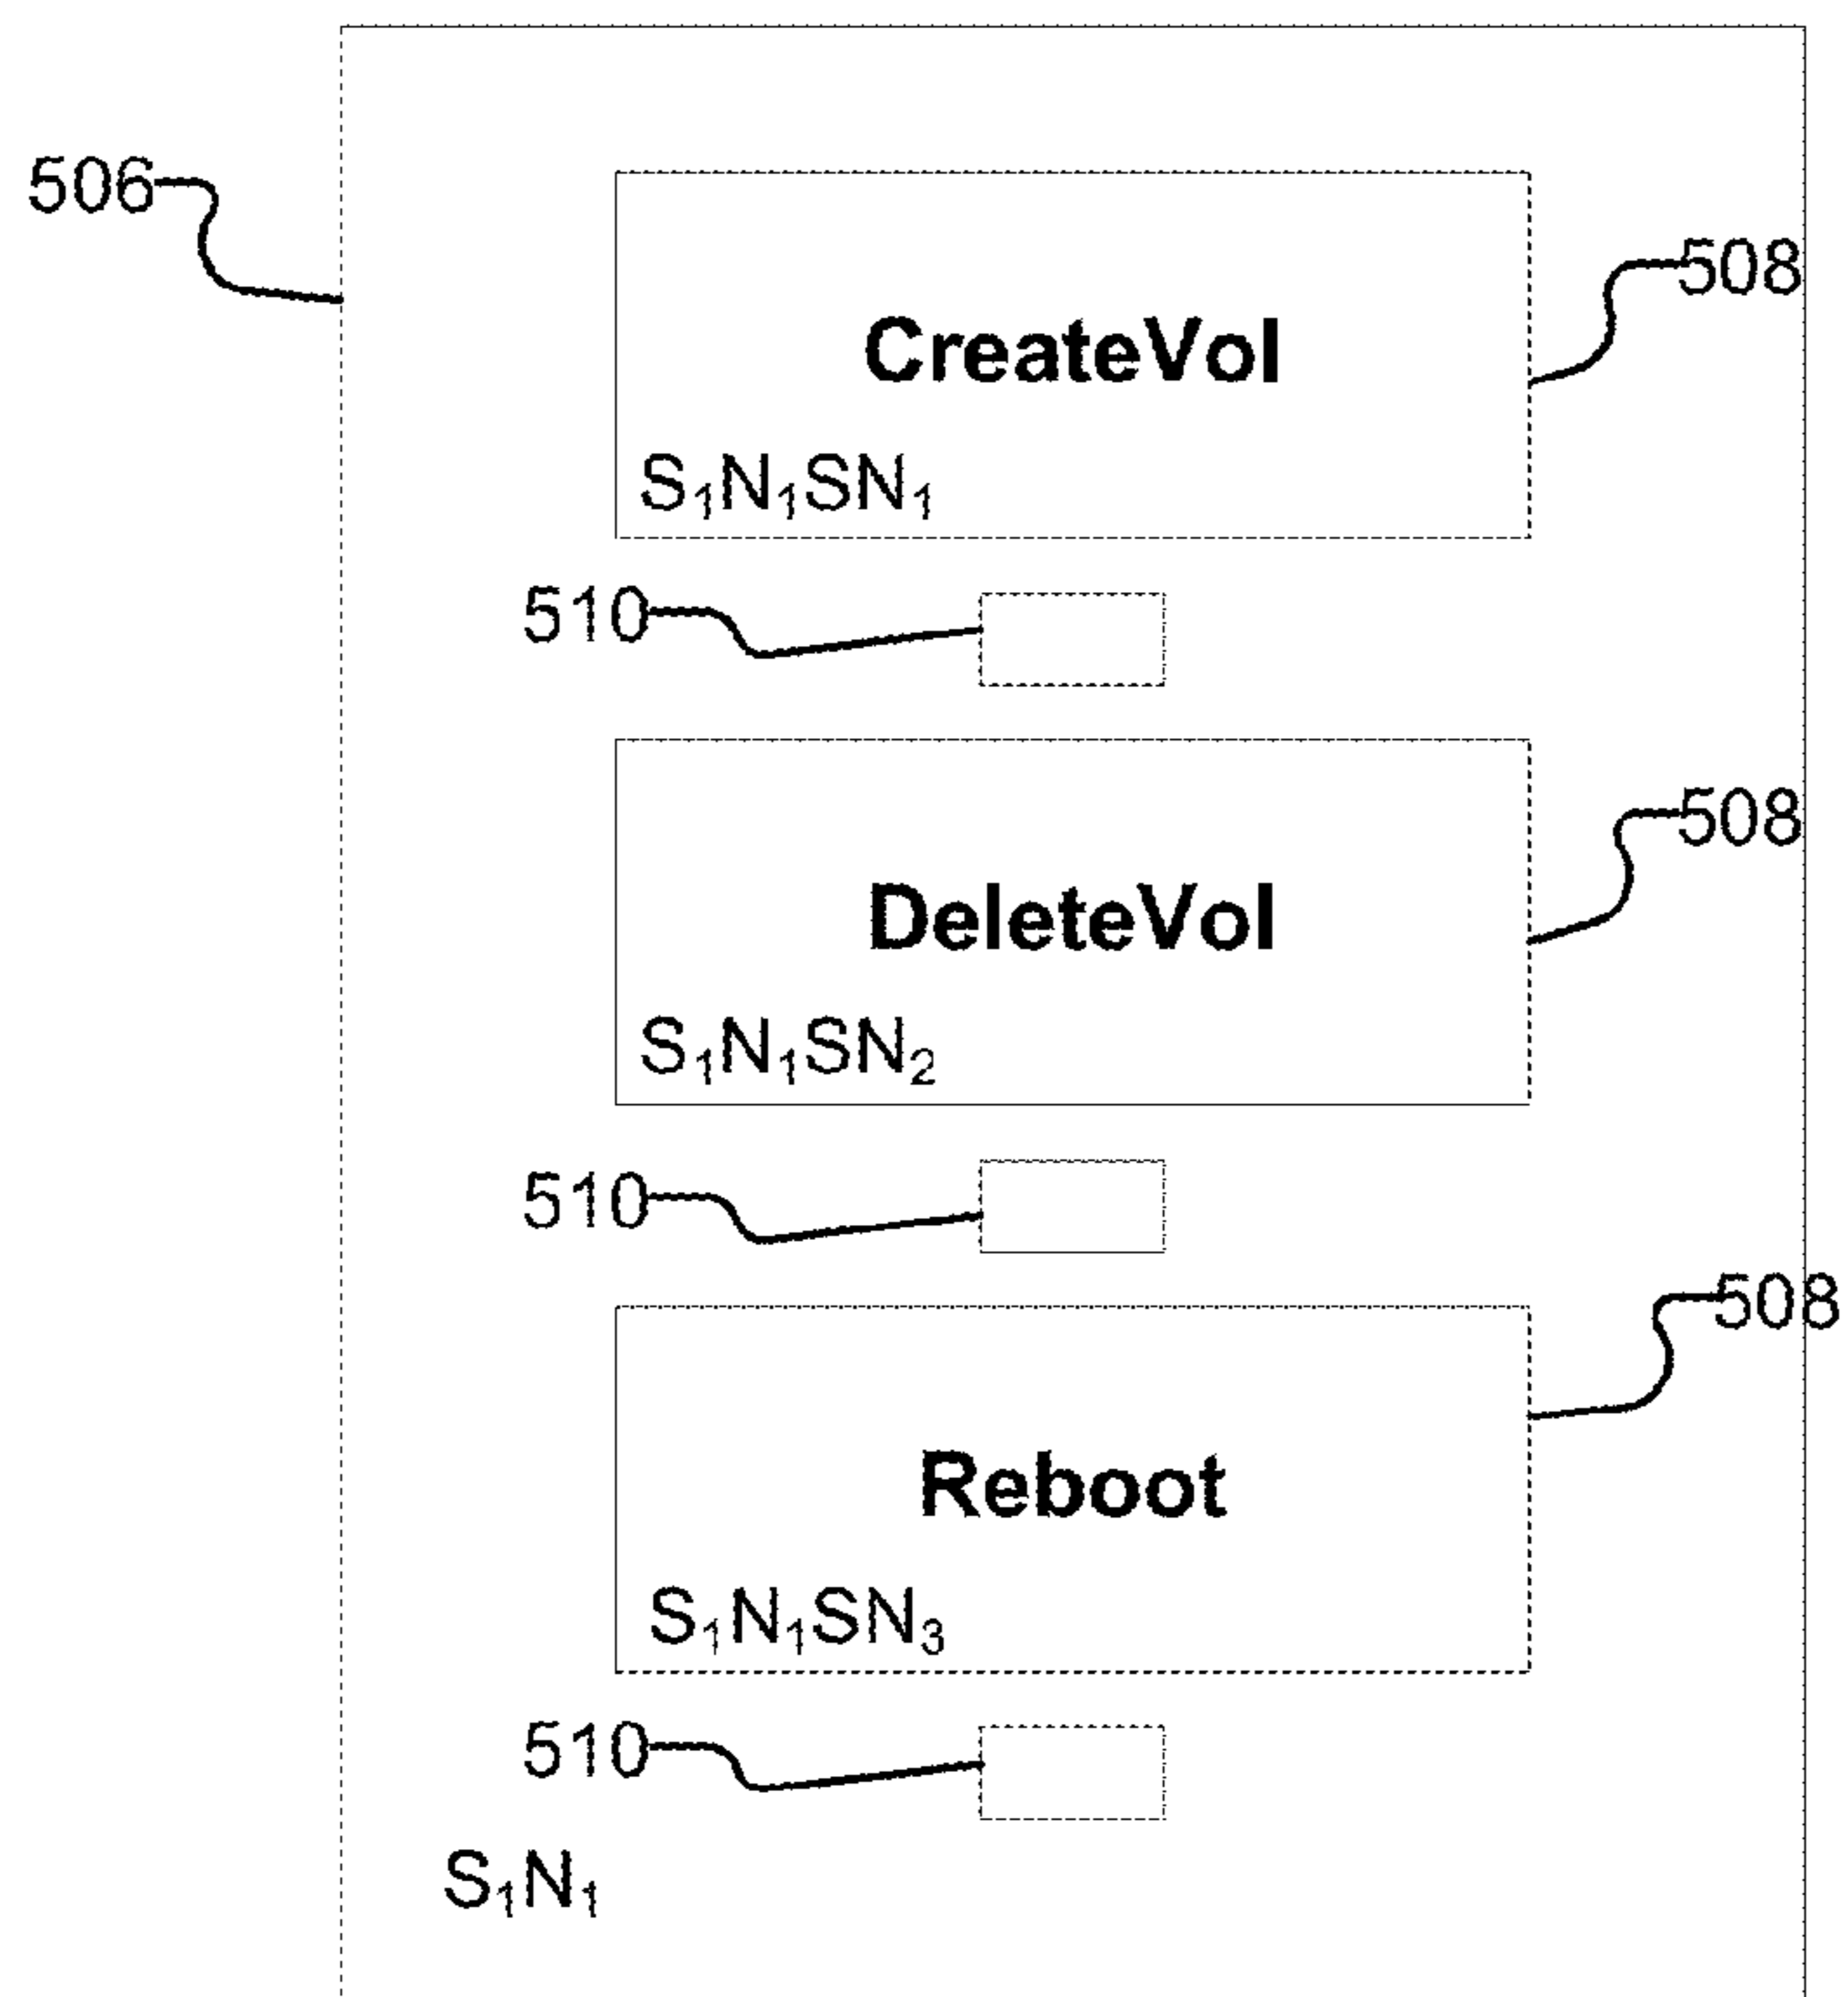 506
508
CreateVol
S₁N₁SN₁
510
508
DeleteVol
S₁N₁SN₂
510
508
Reboot
S₁N₁SN₃
510
S₁N₁